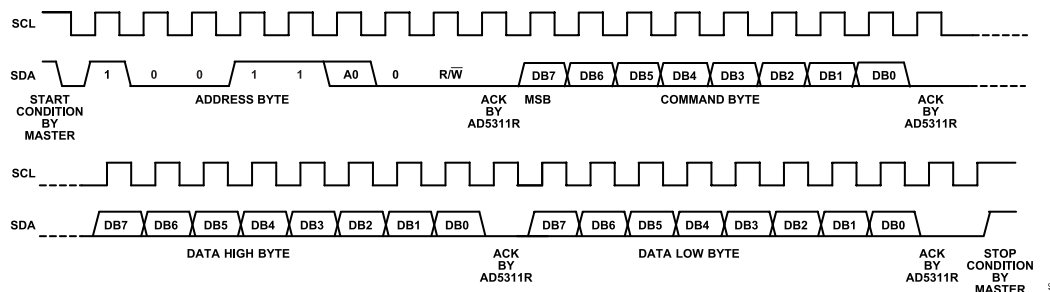 SCL
SDA 1 0 0 1 1 A0 0 R/W̅ DB7 DB6 DB5 DB4 DB3 DB2 DB1 DB0
START CONDITION BY MASTER
ADDRESS BYTE
ACK BY AD5311R
MSB
COMMAND BYTE
ACK BY AD5311R
SCL
SDA DB7 DB6 DB5 DB4 DB3 DB2 DB1 DB0 DB7 DB6 DB5 DB4 DB3 DB2 DB1 DB0
DATA HIGH BYTE
ACK BY AD5311R
DATA LOW BYTE
ACK BY AD5311R
STOP CONDITION BY MASTER